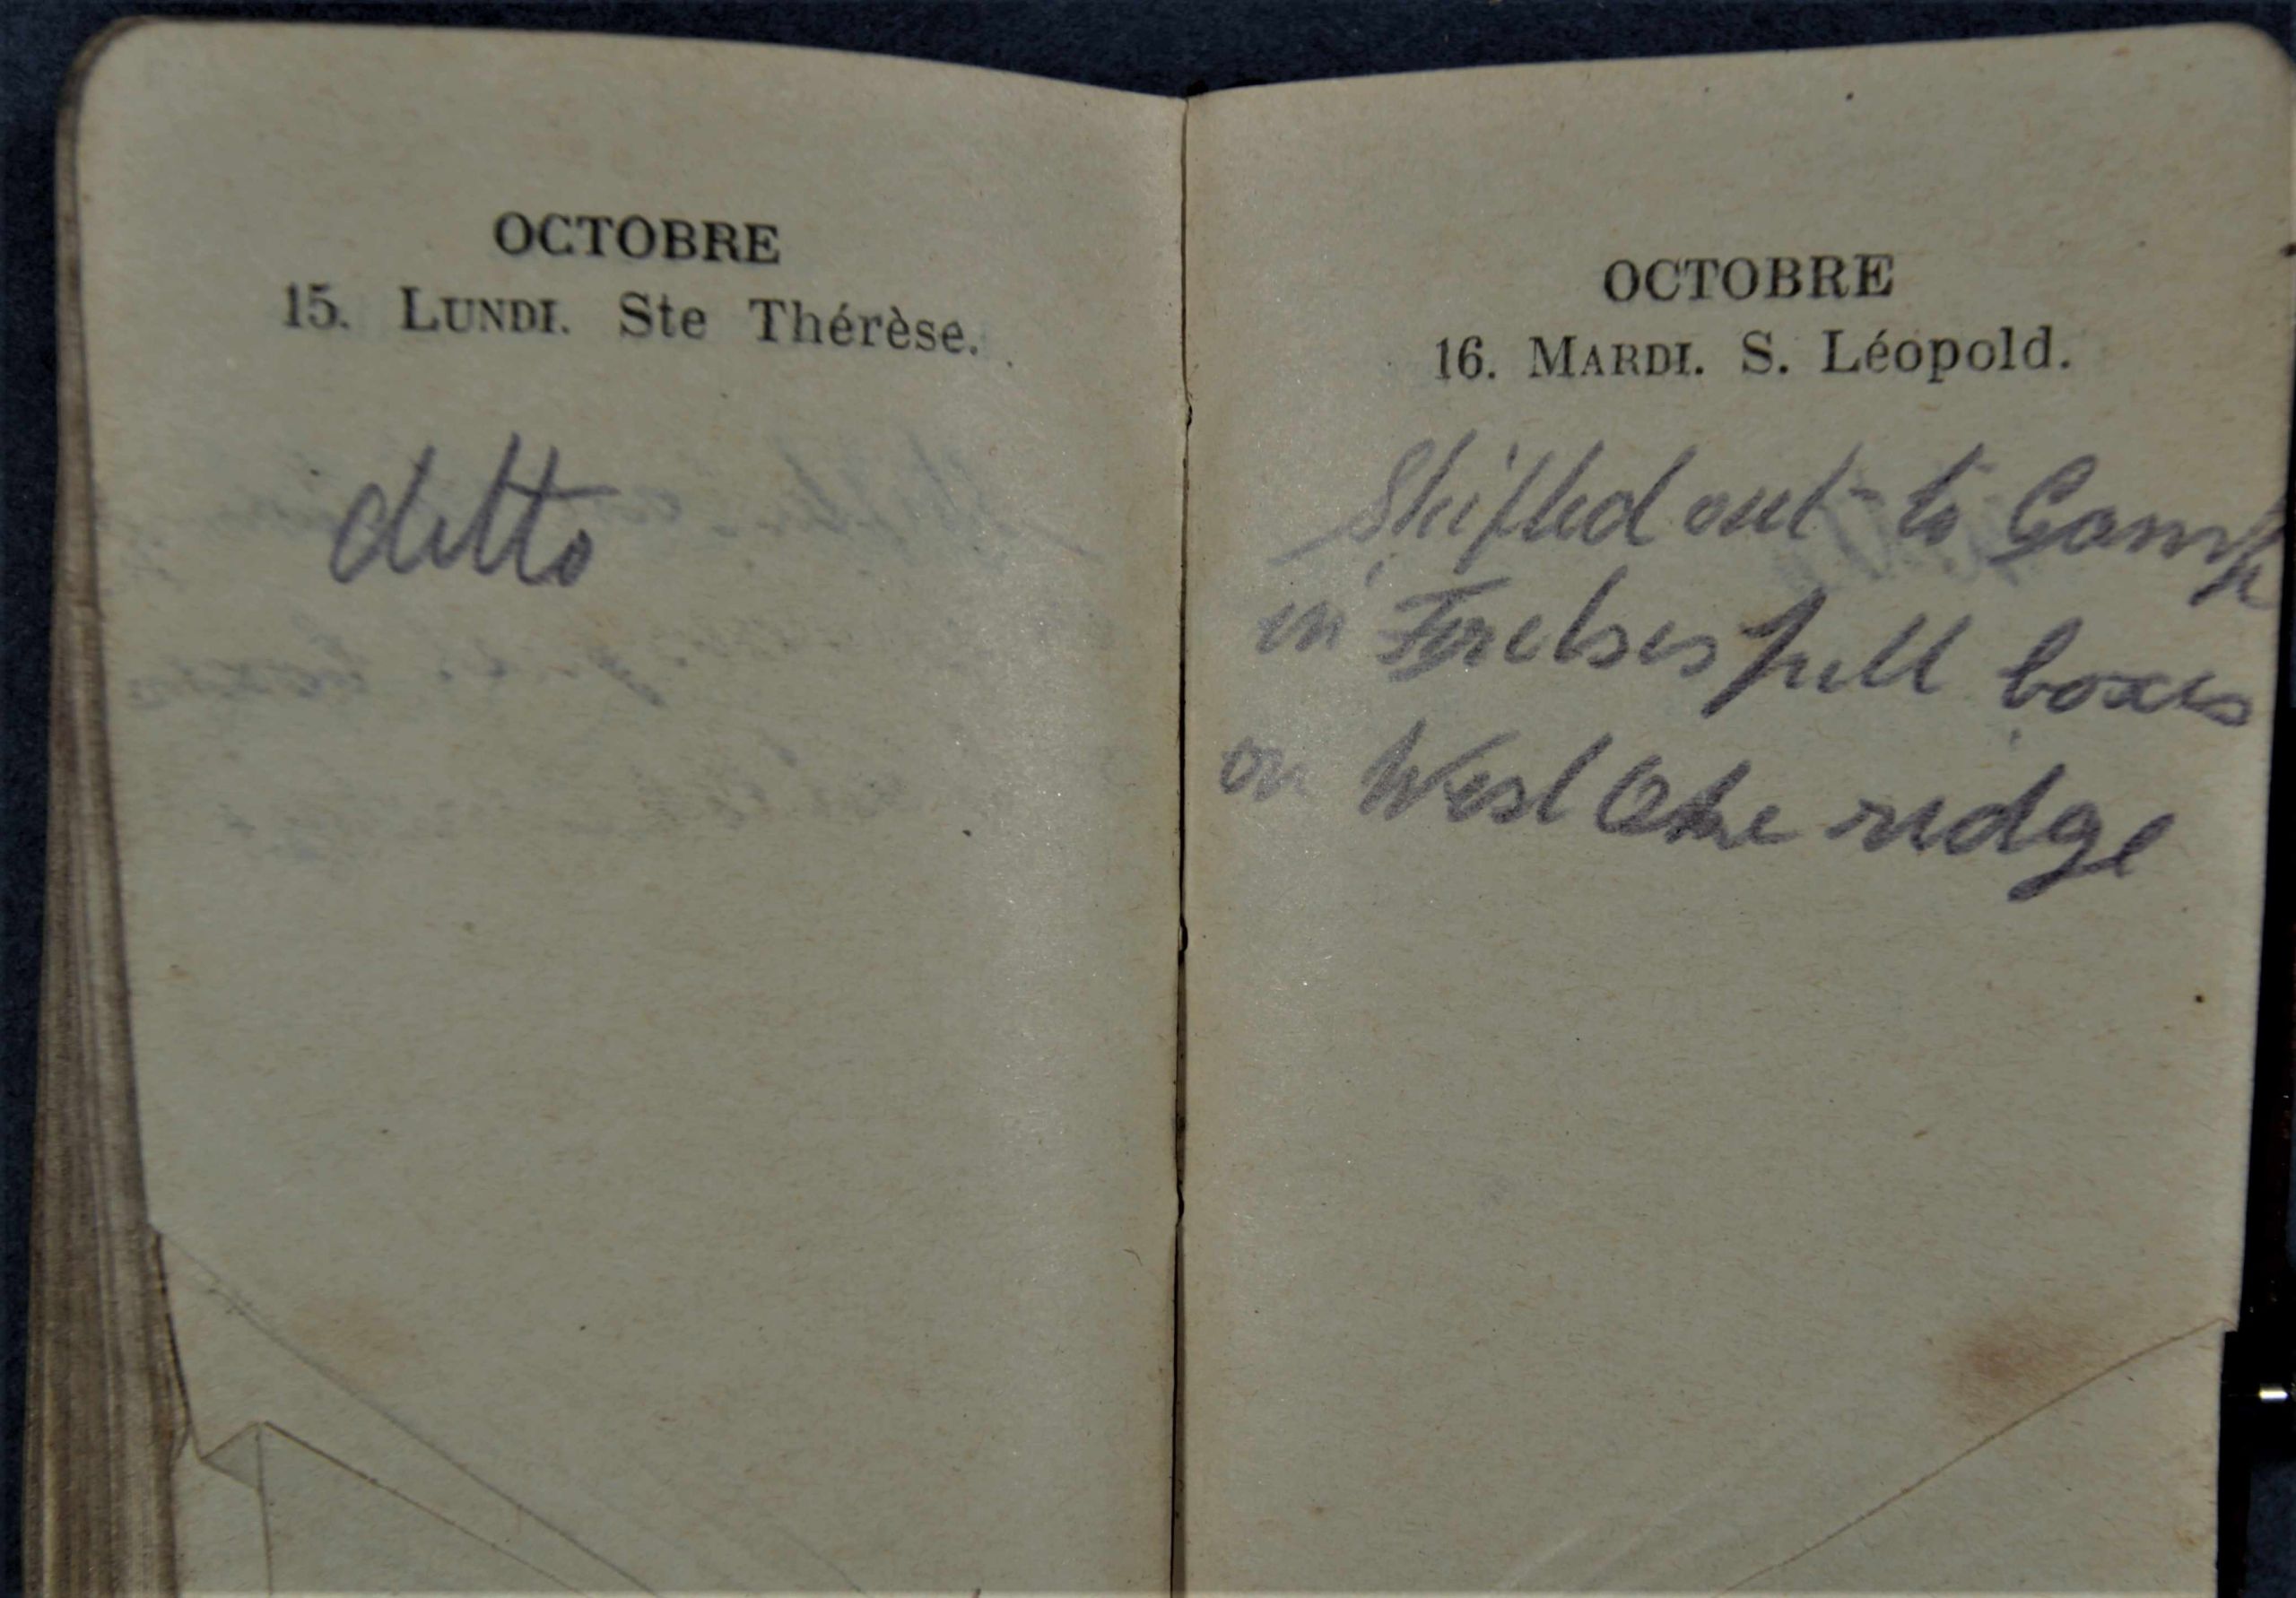 OCTOBRE
15. LUNDI. Ste Thérèse.
ditto
OCTOBRE
16. MARDI. S. Léopold.
Shifted out to Camp
in pill boxes
on West ridge